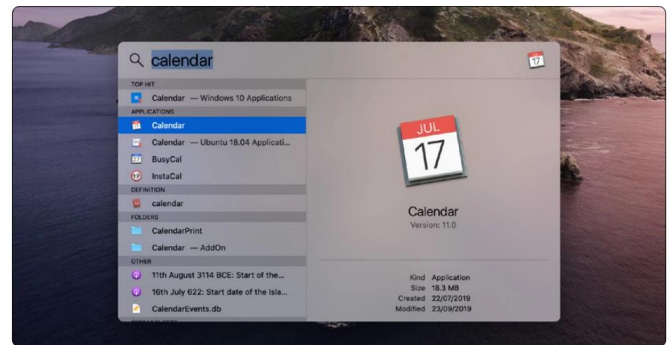 calendar
17
TOP HIT
Calendar — Windows 10 Applications
APPLICATIONS
Calendar
Calendar — Ubuntu 18.04 Applicati...
BusyCal
InstaCal
DEFINITION
calendar
FOLDERS
CalendarPrint
Calendar — AddOn
OTHER
11th August 3114 BCE: Start of the...
16th July 622: Start date of the Isla...
CalendarEvents.db
JUL
17
Calendar
Version: 11.0
Kind Application
Size 18.3 MB
Created 22/07/2019
Modified 23/09/2019